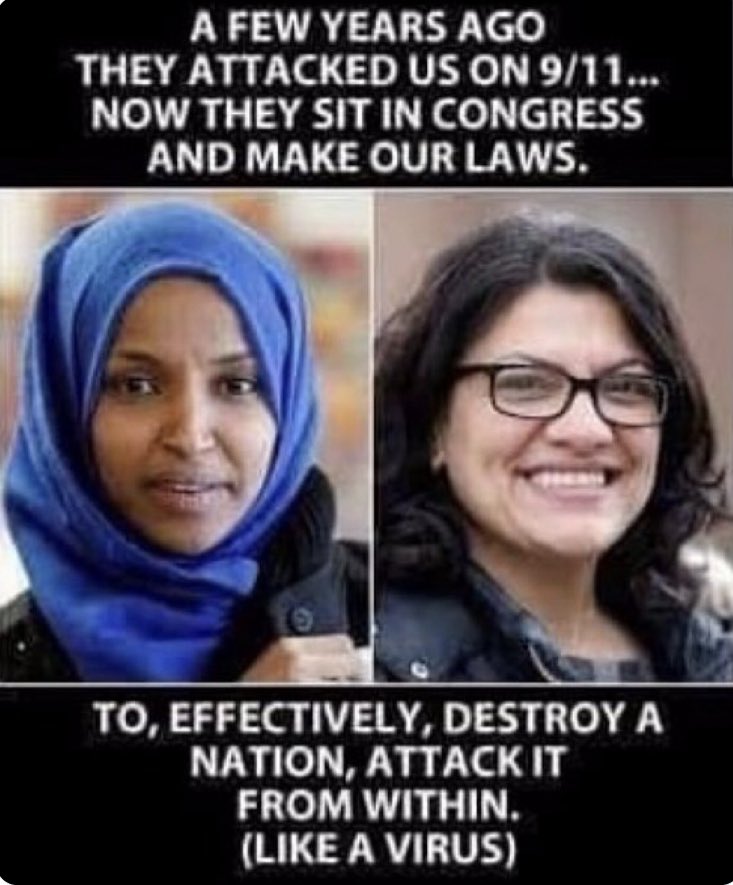 A FEW YEARS AGO
THEY ATTACKED US ON 9/11...
NOW THEY SIT IN CONGRESS
AND MAKE OUR LAWS.
TO, EFFECTIVELY, DESTROY A
NATION, ATTACK IT
FROM WITHIN.
(LIKE A VIRUS)